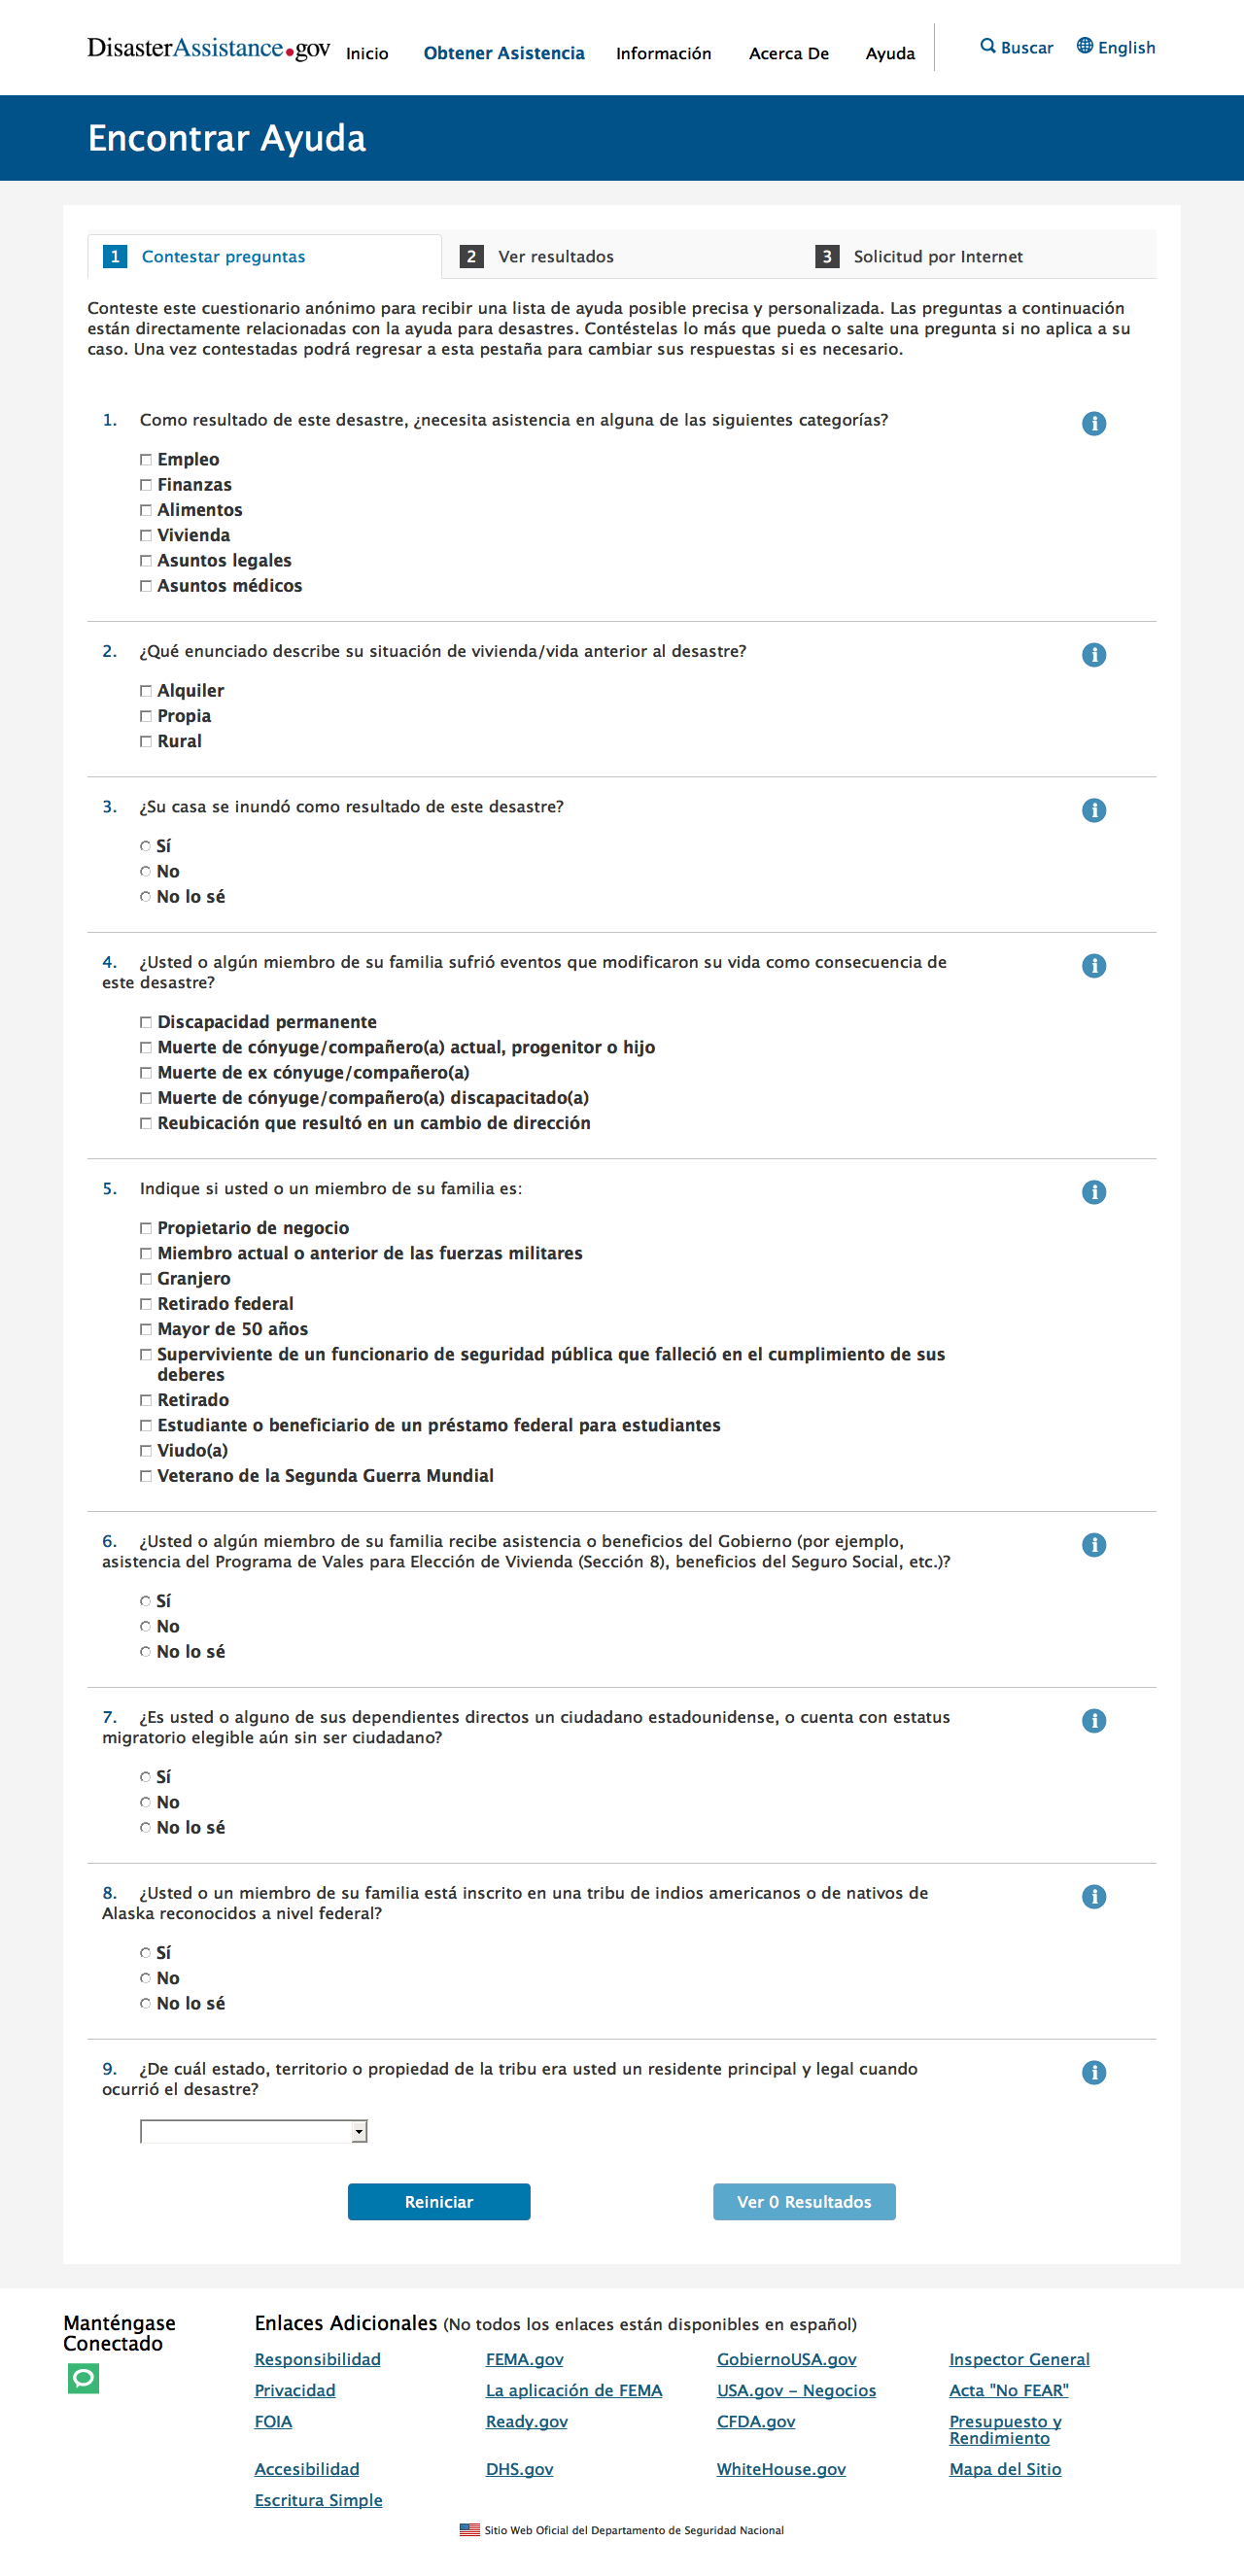 DisasterAssistance.gov
Inicio
Obtener Asistencia
Información
Acerca De
Ayuda
Buscar
English
Encontrar Ayuda
1 Contestar preguntas
2 Ver resultados
3 Solicitud por Internet
Conteste este cuestionario anónimo para recibir una lista de ayuda posible precisa y personalizada. Las preguntas a continuación
están directamente relacionadas con la ayuda para desastres. Contéstelas lo más que pueda o salte una pregunta si no aplica a su
caso. Una vez contestadas podrá regresar a esta pestaña para cambiar sus respuestas si es necesario.
1. Como resultado de este desastre, ¿necesita asistencia en alguna de las siguientes categorías?
Empleo
Finanzas
Alimentos
Vivienda
Asuntos legales
Asuntos médicos
2. ¿Qué enunciado describe su situación de vivienda/vida anterior al desastre?
Alquiler
Propia
Rural
3. ¿Su casa se inundó como resultado de este desastre?
Sí
No
No lo sé
4. ¿Usted o algún miembro de su familia sufrió eventos que modificaron su vida como consecuencia de
este desastre?
Discapacidad permanente
Muerte de cónyuge/compañero(a) actual, progenitor o hijo
Muerte de ex cónyuge/compañero(a)
Muerte de cónyuge/compañero(a) discapacitado(a)
Reubicación que resultó en un cambio de dirección
5. Indique si usted o un miembro de su familia es:
Propietario de negocio
Miembro actual o anterior de las fuerzas militares
Granjero
Retirado federal
Mayor de 50 años
Superviviente de un funcionario de seguridad pública que falleció en el cumplimiento de sus
deberes
Retirado
Estudiante o beneficiario de un préstamo federal para estudiantes
Viudo(a)
Veterano de la Segunda Guerra Mundial
6. ¿Usted o algún miembro de su familia recibe asistencia o beneficios del Gobierno (por ejemplo,
asistencia del Programa de Vales para Elección de Vivienda (Sección 8), beneficios del Seguro Social, etc.)?
Sí
No
No lo sé
7. ¿Es usted o alguno de sus dependientes directos un ciudadano estadounidense, o cuenta con estatus
migratorio elegible aún sin ser ciudadano?
Sí
No
No lo sé
8. ¿Usted o un miembro de su familia está inscrito en una tribu de indios americanos o de nativos de
Alaska reconocidos a nivel federal?
Sí
No
No lo sé
9. ¿De cuál estado, territorio o propiedad de la tribu era usted un residente principal y legal cuando
ocurrió el desastre?
Reiniciar
Ver 0 Resultados
Manténgase
Conectado
Enlaces Adicionales (No todos los enlaces están disponibles en español)
Responsibilidad
FEMA.gov
GobiernoUSA.gov
Inspector General
Privacidad
La aplicación de FEMA
USA.gov - Negocios
Acta "No FEAR"
FOIA
Ready.gov
CFDA.gov
Presupuesto y
Rendimiento
Accesibilidad
DHS.gov
WhiteHouse.gov
Mapa del Sitio
Escritura Simple
Sitio Web Oficial del Departamento de Seguridad Nacional